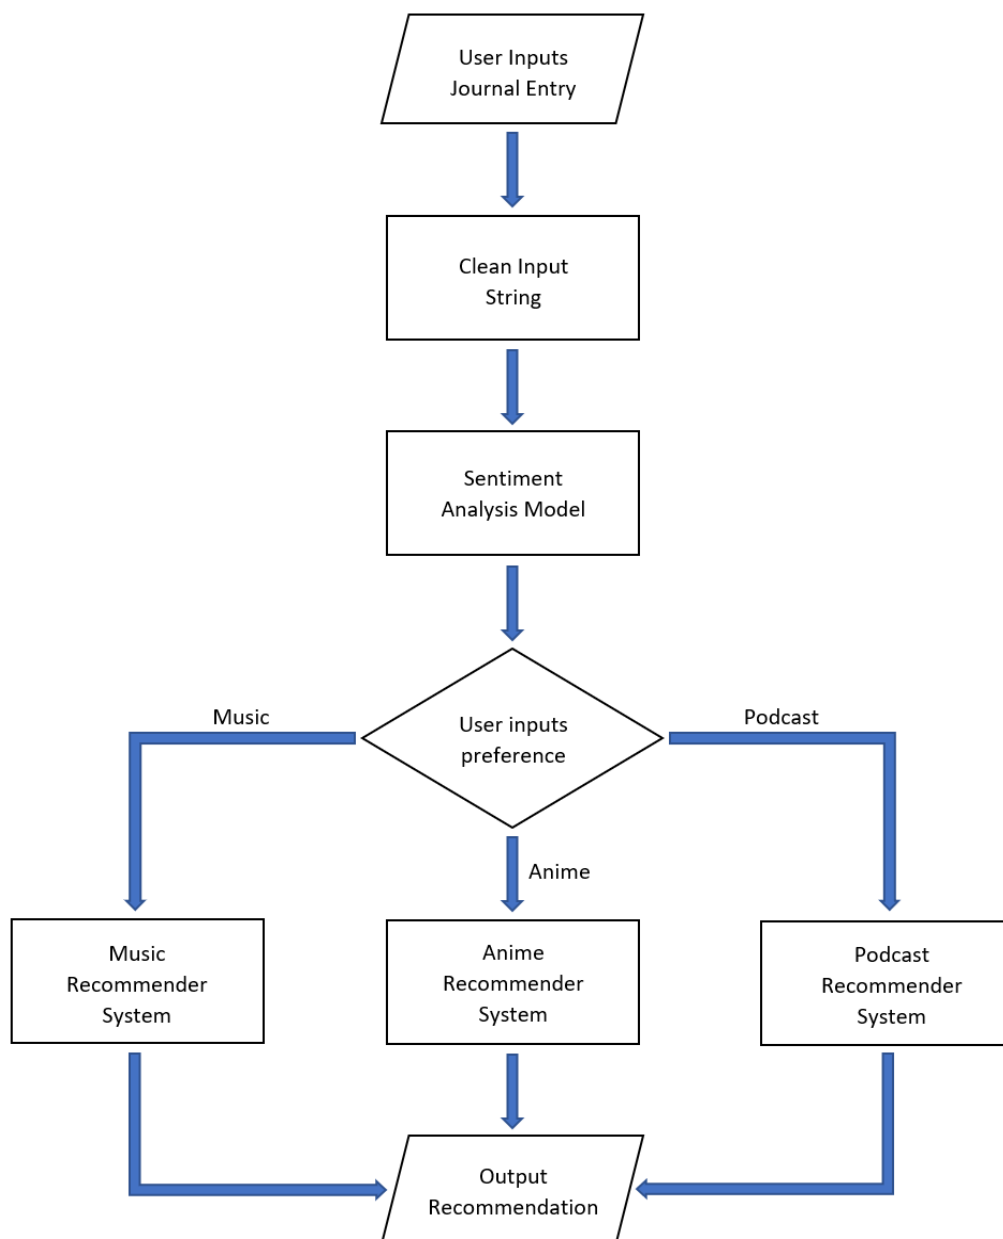 User Inputs
Journal Entry
Clean Input
String
Sentiment
Analysis Model
User inputs
preference
Music
Podcast
Anime
Music
Recommender
System
Anime
Recommender
System
Podcast
Recommender
System
Output
Recommendation